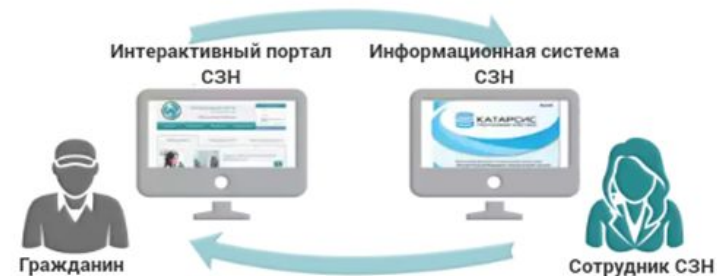 Интерактивный портал
СЗН
Информационная система
СЗН
КАТАРСИС
Гражданин
Сотрудник СЗН